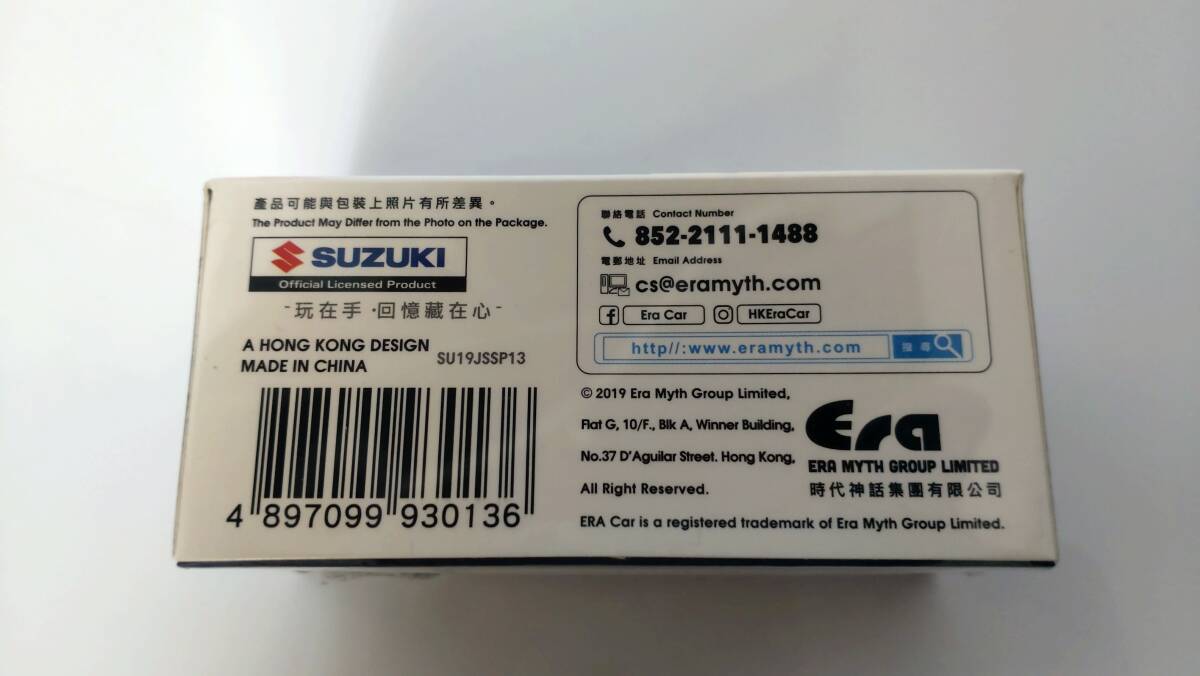 產品可能與包裝上照片有所差異。
The Product May Differ from the Photo on the Package.
SUZUKI
Official Licensed Product
-玩在手·回憶藏在心-
A HONG KONG DESIGN
MADE IN CHINA
SU19JSSP13
4 897099 930136
聯絡電話 Contact Number
852-2111-1488
電郵地址 Email Address
cs@eramyth.com
f Era Car HKEraCar
http//:www.eramyth.com 搜尋
© 2019 Era Myth Group Limited,
Flat G, 10/F., Blk A, Winner Building,
No.37 D'Aguilar Street. Hong Kong,
All Right Reserved.
Era
ERA MYTH GROUP LIMITED
時代神話集團有限公司
ERA Car is a registered trademark of Era Myth Group Limited.